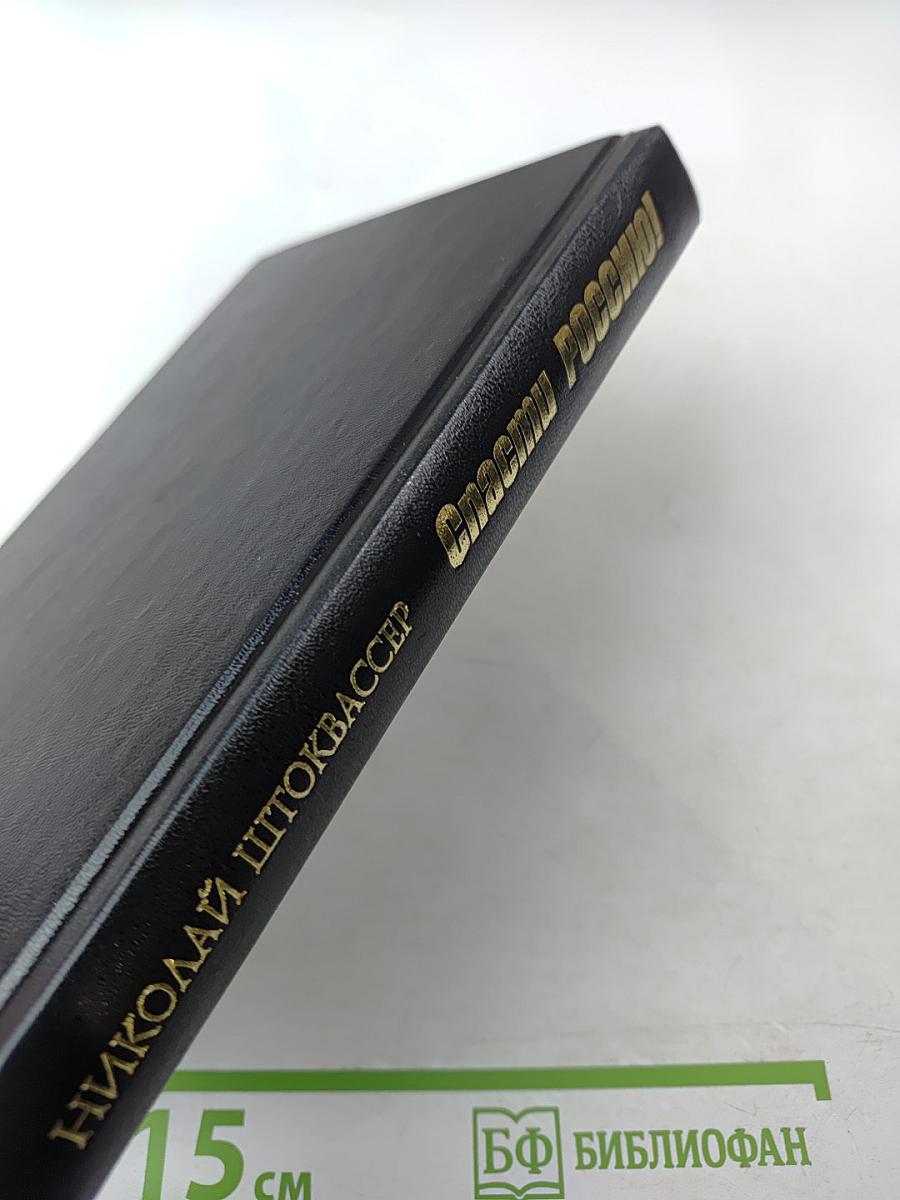 НИКОЛАЙ ШТОКВАССЕР Спасти РОССИЮ!
15 см
БФ БИБЛИОФАН